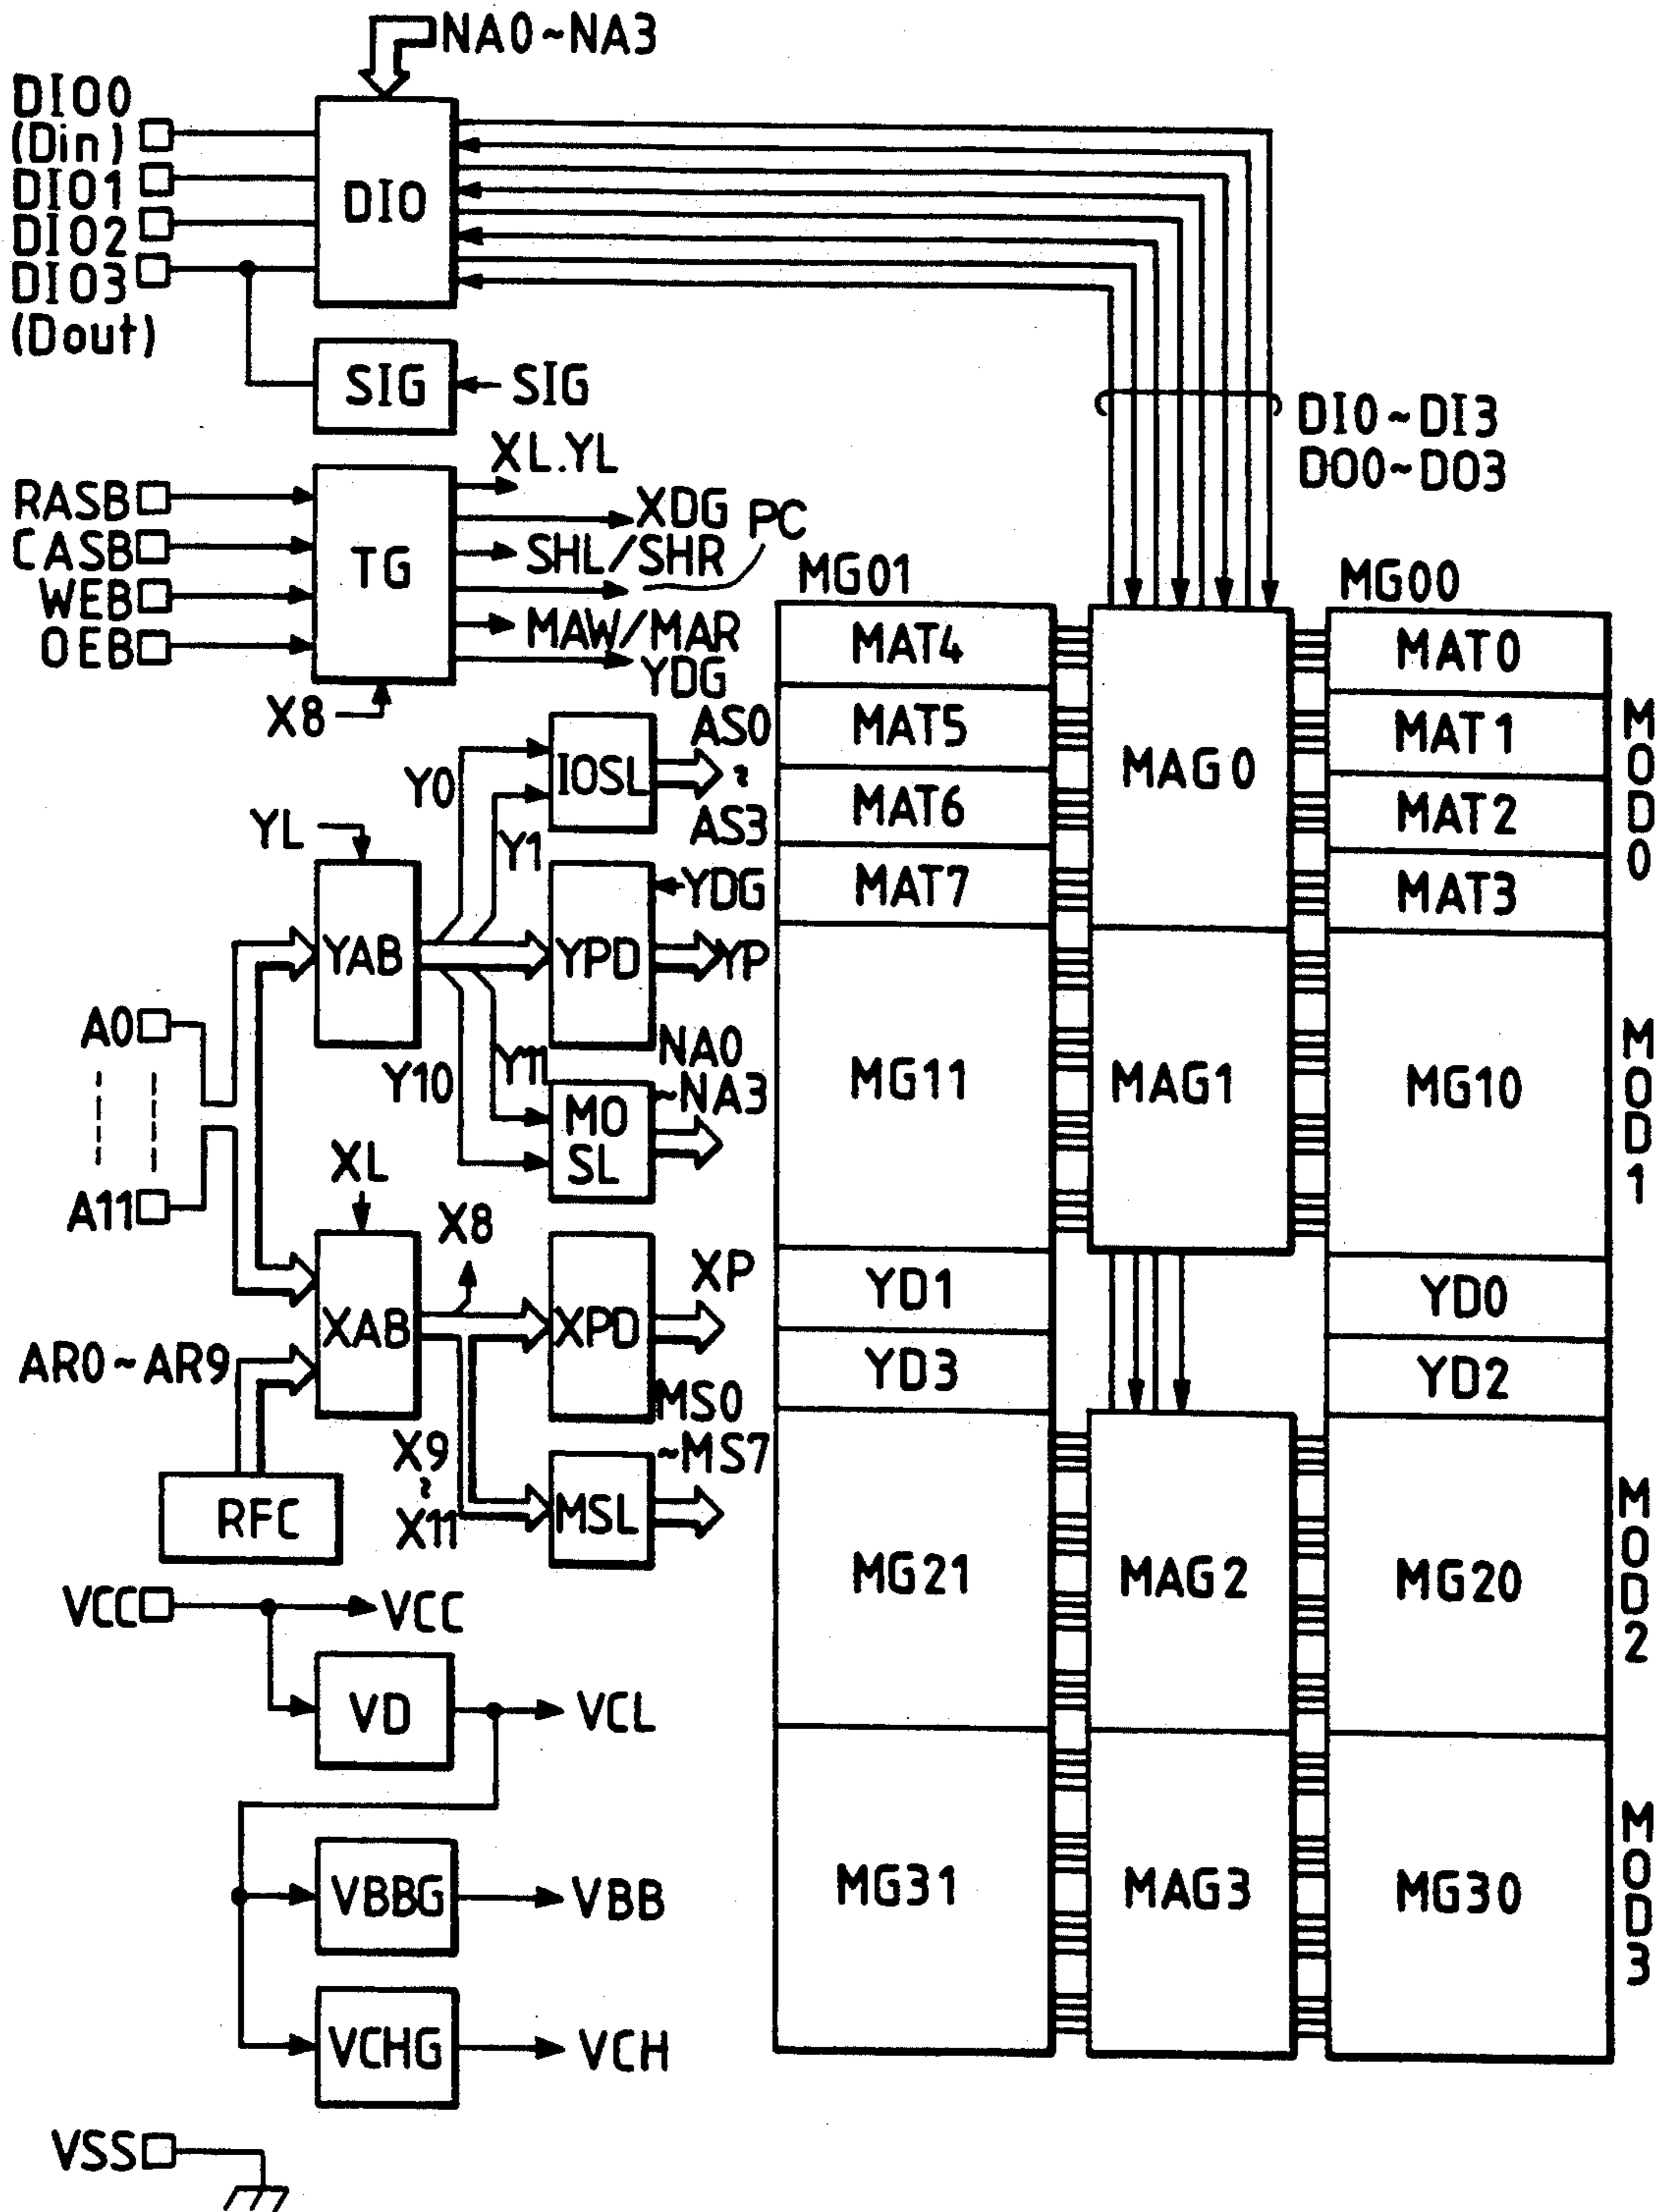 NA0~NA3
DIO0
(Din)
DIO1
DIO2
DIO3
(Dout)
DIO
SIG
SIG
DI0~DI3
DO0~DO3
RASB
CASB
WEB
OEB
TG
XL.YL
XDG
PC
SHL/SHR
MAW/MAR
YDG
X8
MG01
MG00
MAT4
MAT5
MAT6
MAT7
MAG0
MAT0
MAT1
MAT2
MAT3
MOD0
Y0
Y1
IOSL
AS0
~
AS3
YL
YAB
YPD
YDG
YP
A0
A11
Y10
Y11
MO
SL
NA0
~NA3
MG11
MAG1
MG10
MOD1
XL
X8
XAB
XPD
XP
AR0~AR9
RFC
X9
~
X11
MSL
MS0
~MS7
YD1
YD3
YD0
YD2
MG21
MAG2
MG20
MOD2
VCC
VCC
VD
VCL
VBBG
VBB
VCHG
VCH
VSS
MG31
MAG3
MG30
MOD3